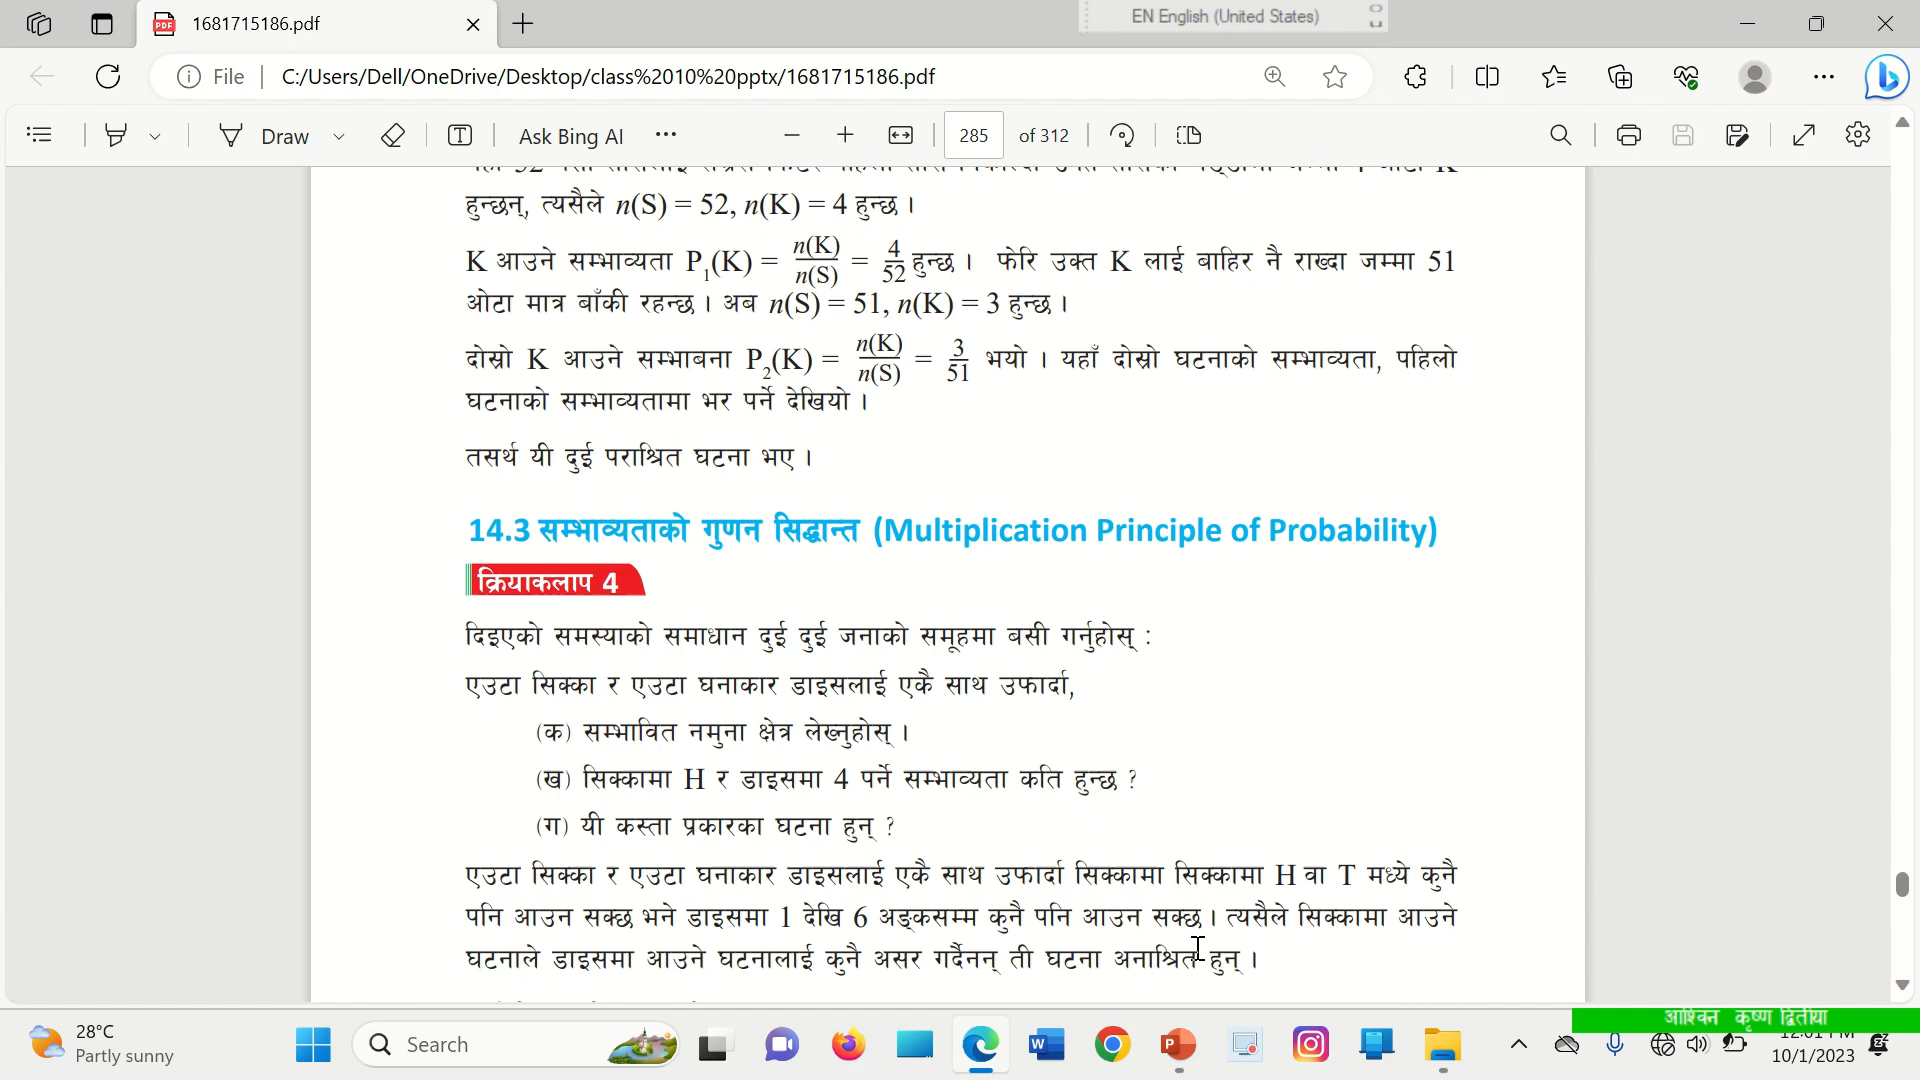 1681715186.pdf
EN English (United States)
File
C:/Users/Dell/OneDrive/Desktop/class%2010%20pptx/1681715186.pdf
Draw
Ask Bing AI
285 of 312
हुन्छन्, त्यसैले n(S) = 52, n(K) = 4 हुन्छ ।
K आउने सम्भाव्यता P₁(K) = n(K)/n(S) = 4/52 हुन्छ । फेरि उक्त K लाई बाहिर नै राख्दा जम्मा 51
ओटा मात्र बाँकी रहन्छ । अब n(S) = 51, n(K) = 3 हुन्छ ।
दोस्रो K आउने सम्भाबना P₂(K) = n(K)/n(S) = 3/51 भयो । यहाँ दोस्रो घटनाको सम्भाव्यता, पहिलो
घटनाको सम्भाव्यतामा भर पर्ने देखियो ।
तसर्थ यी दुई पराश्रित घटना भए ।
14.3 सम्भाव्यताको गुणन सिद्धान्त (Multiplication Principle of Probability)
क्रियाकलाप 4
दिइएको समस्याको समाधान दुई दुई जनाको समूहमा बसी गर्नुहोस् :
एउटा सिक्का र एउटा घनाकार डाइसलाई एकै साथ उफार्दा,
(क) सम्भावित नमुना क्षेत्र लेख्नुहोस् ।
(ख) सिक्कामा H र डाइसमा 4 पर्ने सम्भाव्यता कति हुन्छ ?
(ग) यी कस्ता प्रकारका घटना हुन् ?
एउटा सिक्का र एउटा घनाकार डाइसलाई एकै साथ उफार्दा सिक्कामा सिक्कामा H वा T मध्ये कुनै
पनि आउन सक्छ भने डाइसमा 1 देखि 6 अङ्कसम्म कुनै पनि आउन सक्छ । त्यसैले सिक्कामा आउने
घटनाले डाइसमा आउने घटनालाई कुनै असर गर्दैनन् ती घटना अनाश्रित हुन् ।
आश्विन कृष्ण द्वितीया
28°C
Partly sunny
Search
10/1/2023